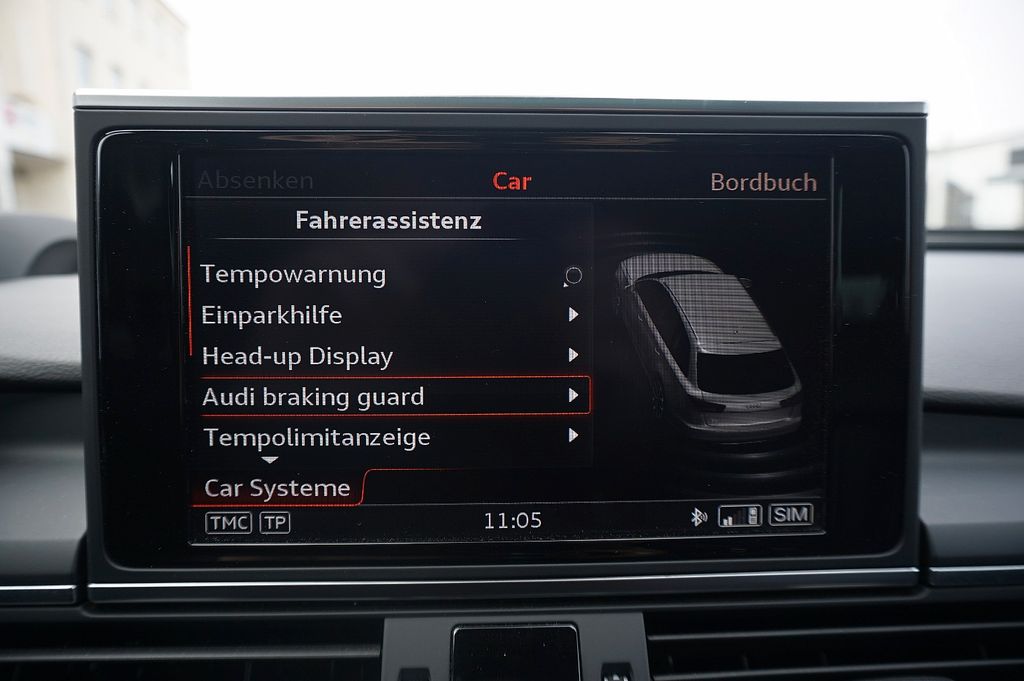 Absenken Car Bordbuch
Fahrerassistenz
Tempowarnung
Einparkhilfe
Head-up Display
Audi braking guard
Tempolimitanzeige
Car Systeme
TMC TP 11:05 SIM